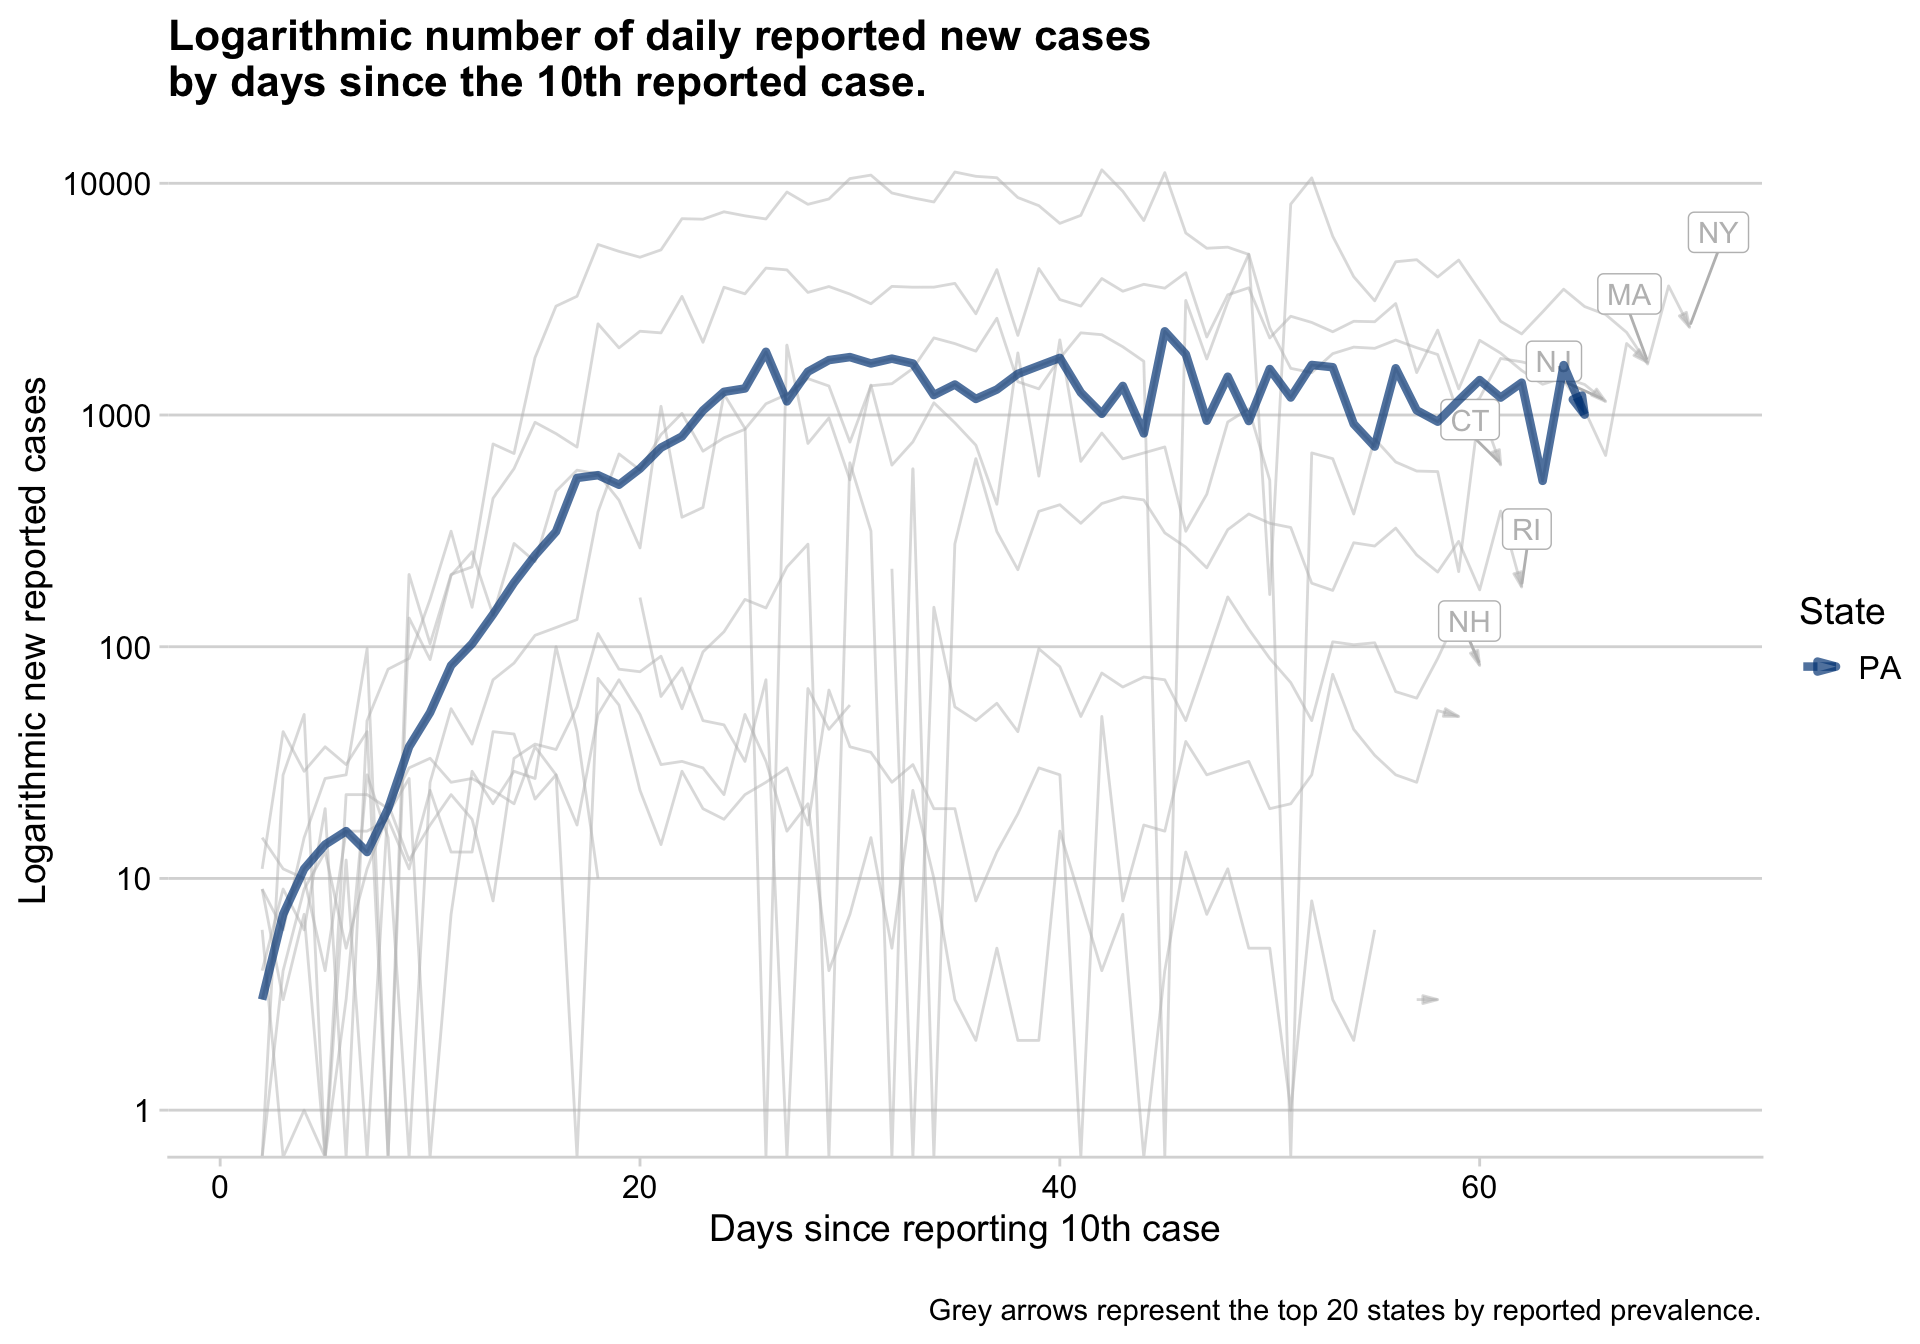 Logarithmic number of daily reported new cases
by days since the 10th reported case.
10000
1000
100
10
1
Logarithmic new reported cases
NY
MA
NJ
CT
RI
NH
State
PA
0
20
40
60
Days since reporting 10th case
Grey arrows represent the top 20 states by reported prevalence.